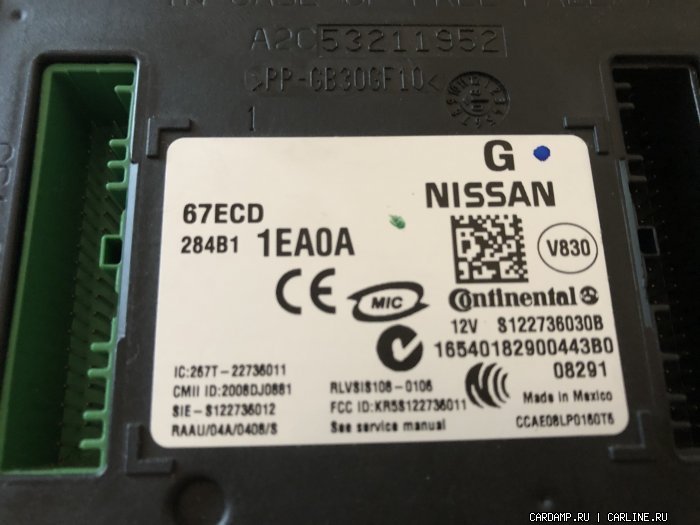 A2C53211952
>PP-GB30GF10<
1
G
NISSAN
67ECD
284B1 1EA0A
V830
CE
MIC
Continental
12V S122736030B
16540182900443B0
08291
IC:267T-22736011
CMII ID:2008DJ0881
SIE-S122736012
RAAU/04A/0408/S
RLVSIS108-0106
FCC ID:KR5S122736011
See service manual
Made in Mexico
CCAE08LP0160T6
CARDAMP.RU | CARLINE.RU